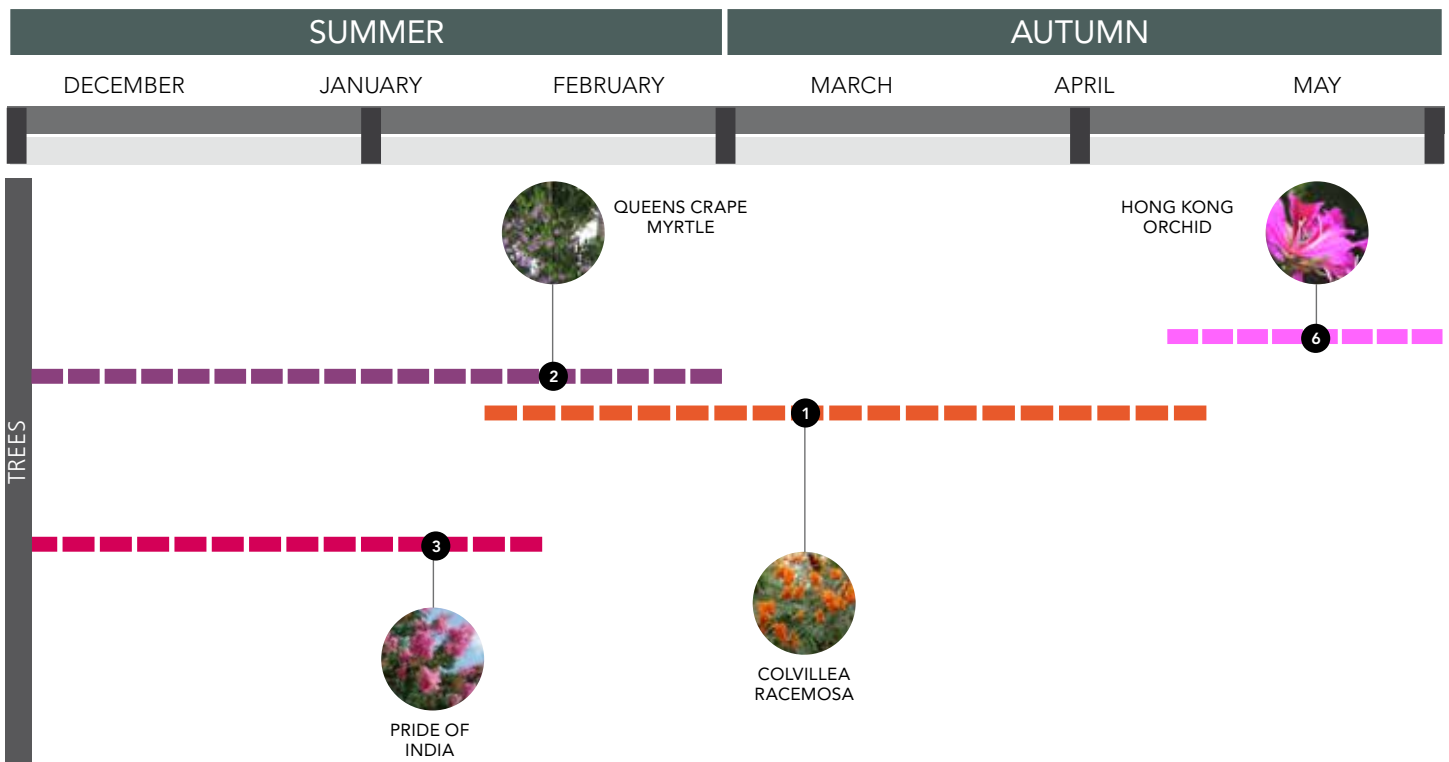 SUMMER
AUTUMN
DECEMBER
JANUARY
FEBRUARY
MARCH
APRIL
MAY
TREES
QUEENS CRAPE
MYRTLE
HONG KONG
ORCHID
6
2
1
3
COLVILLEA
RACEMOSA
PRIDE OF
INDIA